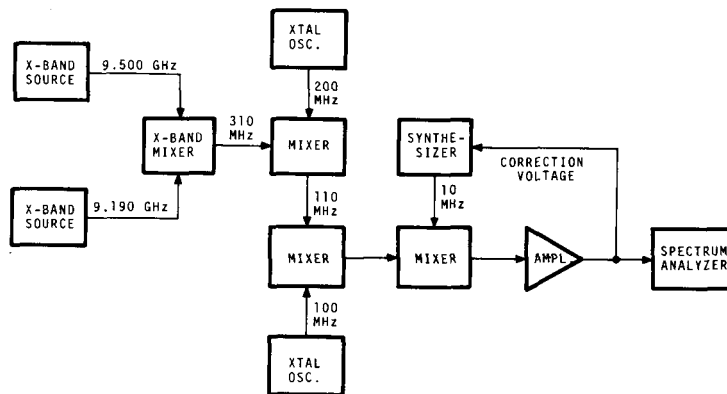 XTAL
OSC.
X-BAND
SOURCE
9.500 GHz
200
MHz
X-BAND
MIXER
310
MHz
MIXER
SYNTHE-
SIZER
CORRECTION
VOLTAGE
X-BAND
SOURCE
9.190 GHz
110
MHz
10
MHz
MIXER
MIXER
AMPL
SPECTRUM
ANALYZER
100
MHz
XTAL
OSC.